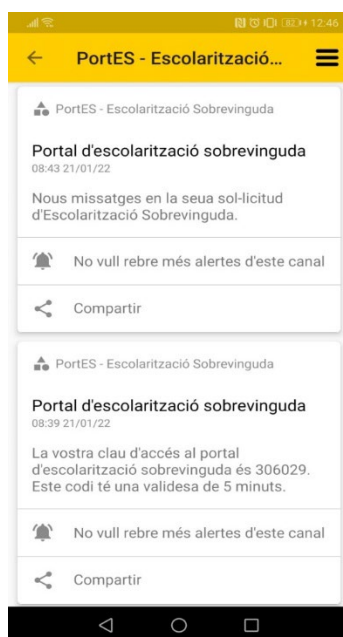 82 12:46
PortES - Escolarització...
PortES - Escolarització Sobrevinguda
Portal d'escolarització sobrevinguda
08:43 21/01/22
Nous missatges en la seua sol·licitud
d'Escolarització Sobrevinguda.
No vull rebre més alertes d'este canal
Compartir
PortES - Escolarització Sobrevinguda
Portal d'escolarització sobrevinguda
08:39 21/01/22
La vostra clau d'accés al portal
d'escolarització sobrevinguda és 306029.
Este codi té una validesa de 5 minuts.
No vull rebre més alertes d'este canal
Compartir